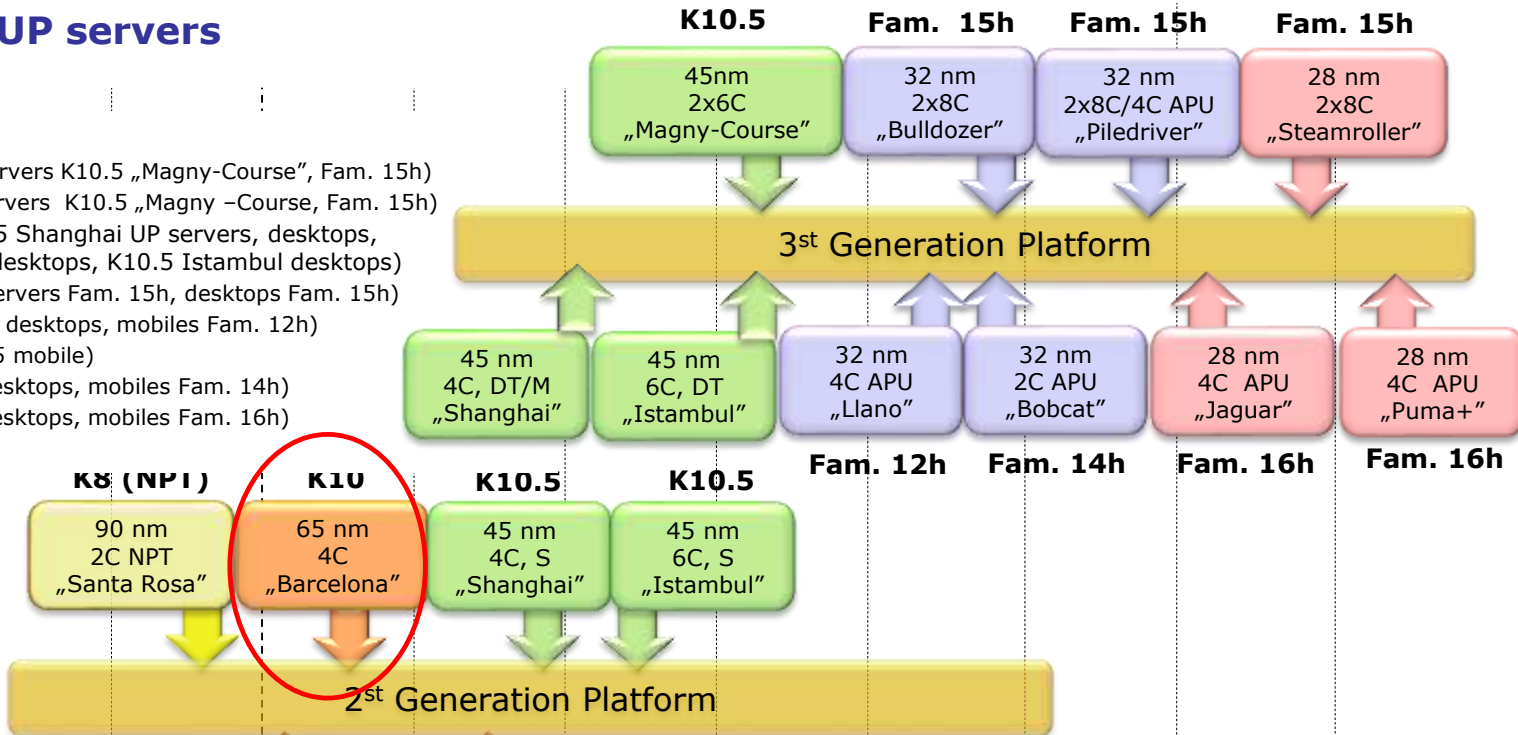 UP servers
K10.5
Fam. 15h
Fam. 15h
Fam. 15h
45nm
2x6C
„Magny-Course”
32 nm
2x8C
„Bulldozer”
32 nm
2x8C/4C APU
„Piledriver”
28 nm
2x8C
„Steamroller”
rvers K10.5 „Magny-Course”, Fam. 15h)
rvers K10.5 „Magny –Course, Fam. 15h)
5 Shanghai UP servers, desktops,
desktops, K10.5 Istambul desktops)
ervers Fam. 15h, desktops Fam. 15h)
desktops, mobiles Fam. 12h)
5 mobile)
esktops, mobiles Fam. 14h)
esktops, mobiles Fam. 16h)
3st Generation Platform
45 nm
4C, DT/M
„Shanghai”
45 nm
6C, DT
„Istambul”
32 nm
4C APU
„Llano”
32 nm
2C APU
„Bobcat”
28 nm
4C APU
„Jaguar”
28 nm
4C APU
„Puma+”
Fam. 12h
Fam. 14h
Fam. 16h
Fam. 16h
K8 (NPT)
K10
K10.5
K10.5
90 nm
2C NPT
„Santa Rosa”
65 nm
4C
„Barcelona”
45 nm
4C, S
„Shanghai”
45 nm
6C, S
„Istambul”
2st Generation Platform